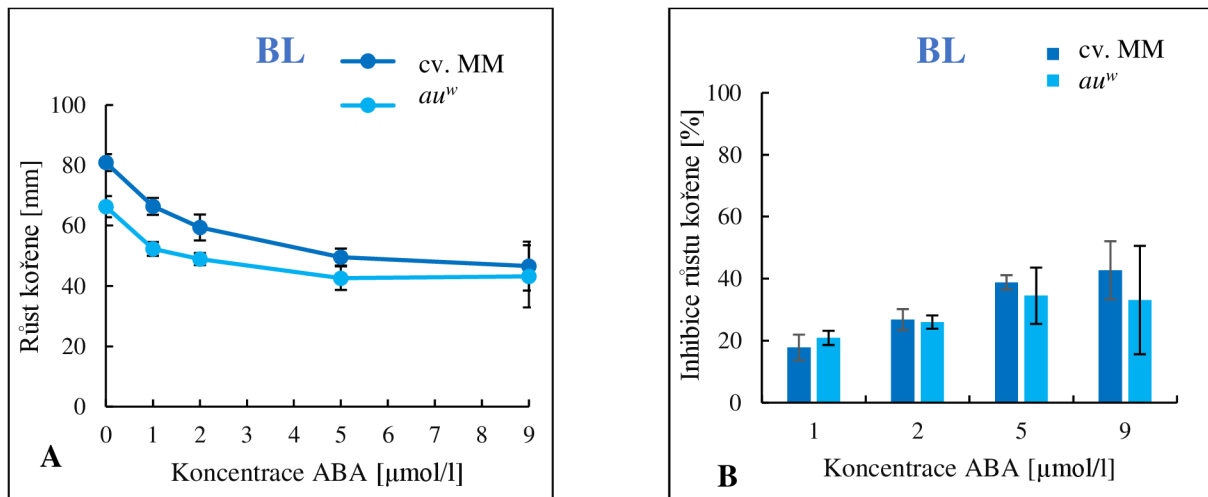 BL
cv. MM
auʷ
Růst kořene [mm]
100
80
60
40
20
0
0 1 2 3 4 5 6 7 8 9
Koncentrace ABA [µmol/l]
A
BL
cv. MM
auʷ
Inhibice růstu kořene [%]
100
80
60
40
20
0
1 2 5 9
Koncentrace ABA [µmol/l]
B